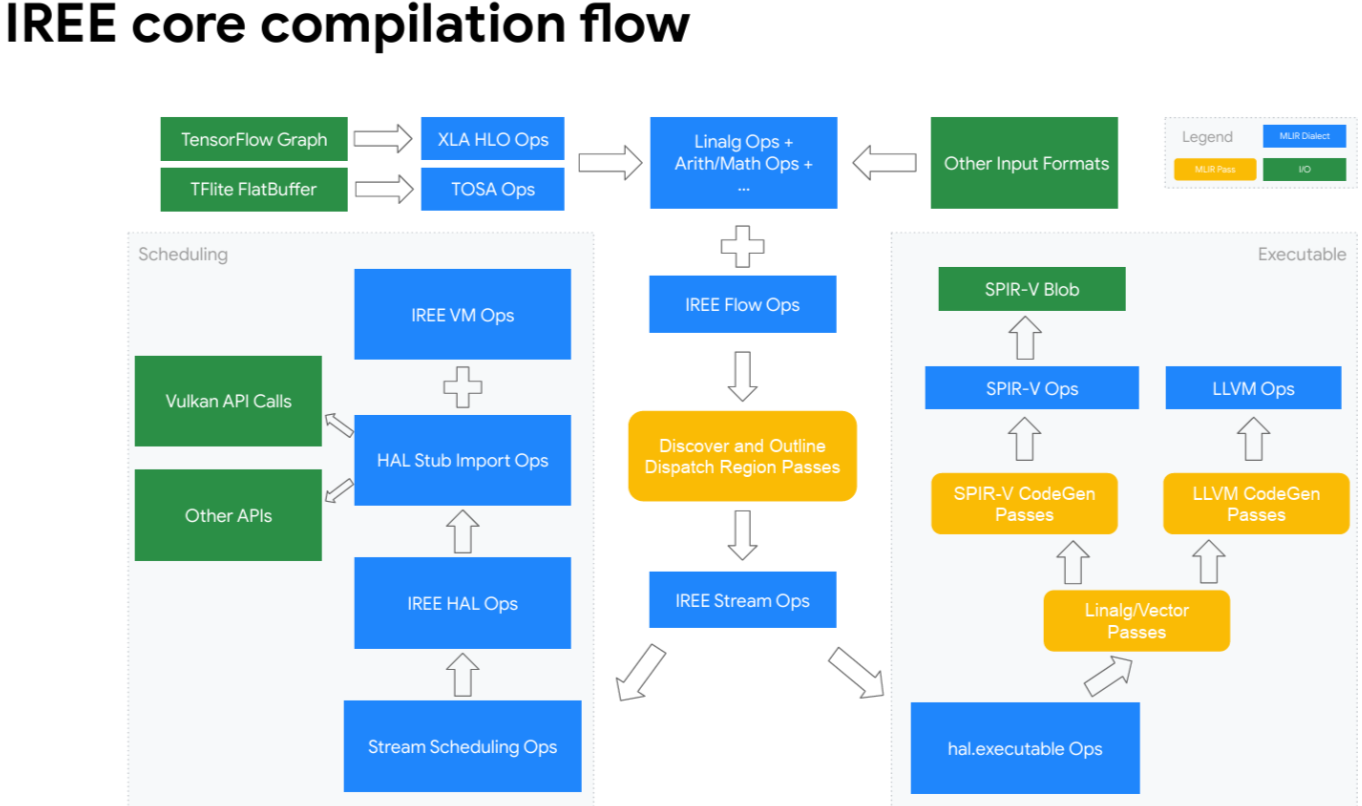 IREE core compilation flow
TensorFlow Graph
XLA HLO Ops
TFlite FlatBuffer
TOSA Ops
Linalg Ops +
Arith/Math Ops +
...
Other Input Formats
Legend
MLIR Dialect
MLIR Pass
I/O
Scheduling
IREE VM Ops
Vulkan API Calls
HAL Stub Import Ops
Other APIs
IREE HAL Ops
Stream Scheduling Ops
IREE Flow Ops
Discover and Outline
Dispatch Region Passes
IREE Stream Ops
Executable
SPIR-V Blob
SPIR-V Ops
LLVM Ops
SPIR-V CodeGen
Passes
LLVM CodeGen
Passes
Linalg/Vector
Passes
hal.executable Ops